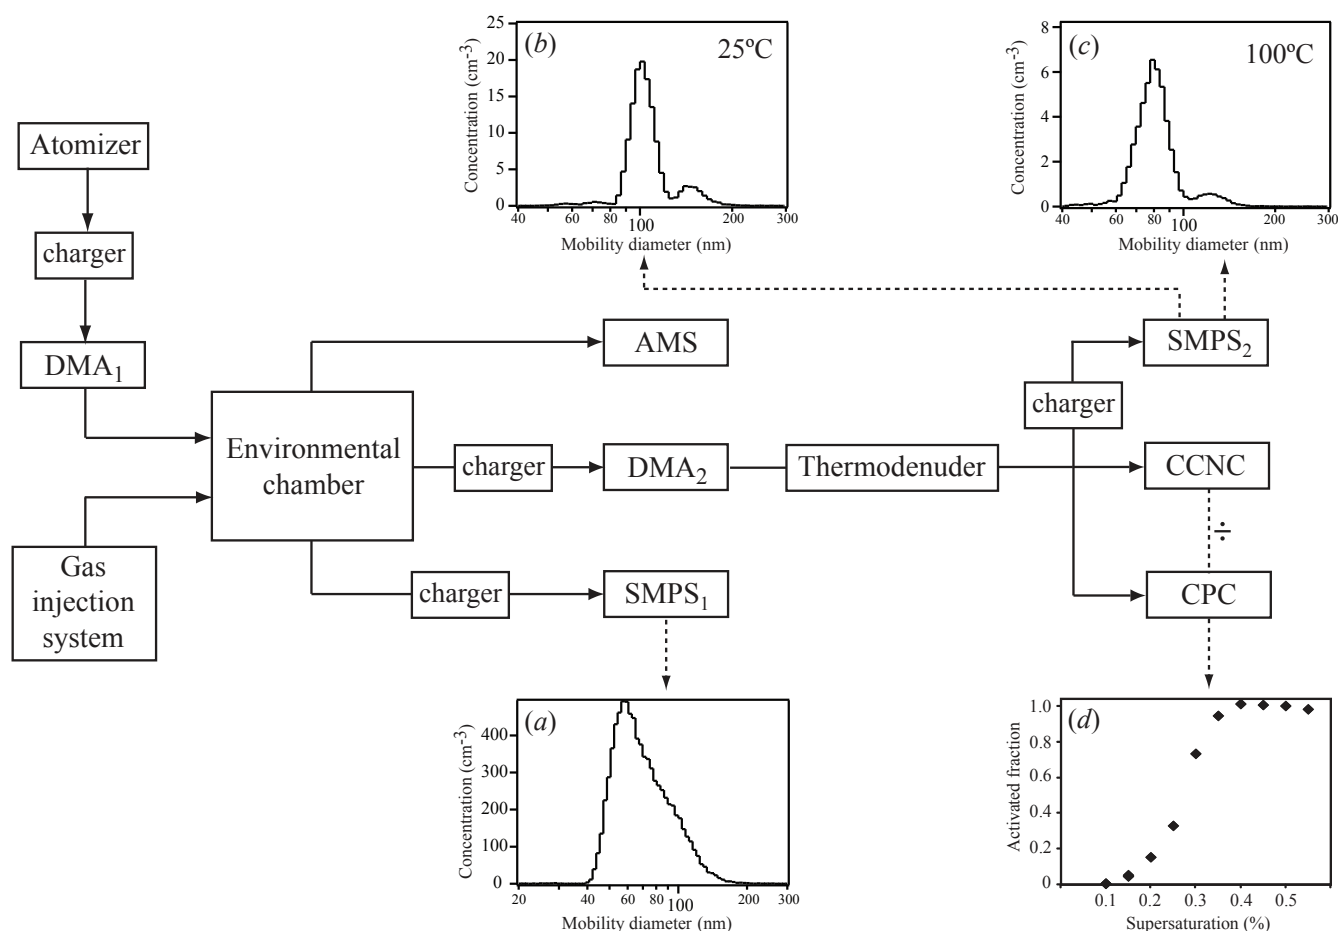 (b)
25ºC
25
20
15
10
5
0
Concentration (cm-3)
40
60
80
100
200
300
Mobility diameter (nm)
(c)
100ºC
8
6
4
2
0
Concentration (cm-3)
40
60
80
100
200
300
Mobility diameter (nm)
Atomizer
charger
DMA1
AMS
SMPS2
charger
Environmental
chamber
charger
DMA2
Thermodenuder
CCNC
÷
Gas
injection
system
charger
SMPS1
CPC
(a)
400
300
200
100
0
Concentration (cm-3)
20
40
60
80
100
200
300
Mobility diameter (nm)
(d)
1.0
0.8
0.6
0.4
0.2
0
Activated fraction
0.1
0.2
0.3
0.4
0.5
Supersaturation (%)